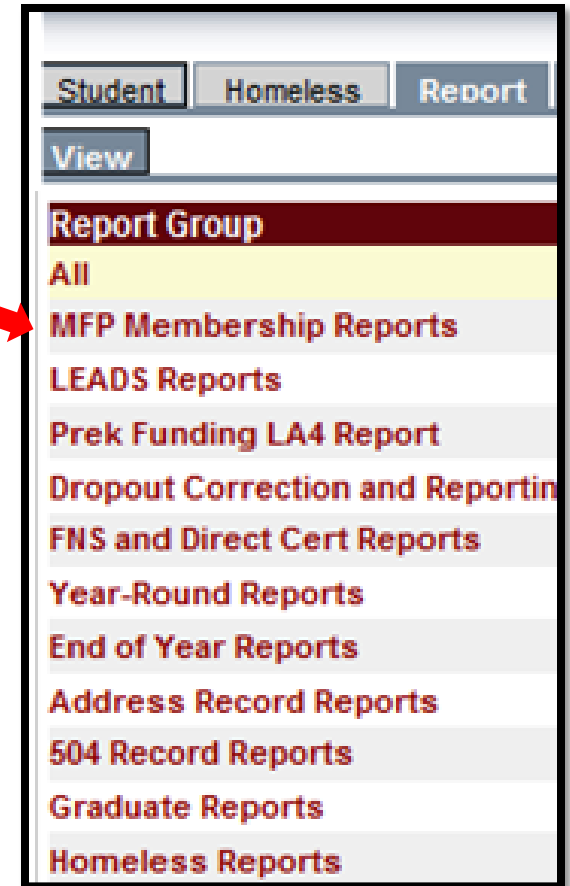 Student Homeless Report
View
Report Group
All
MFP Membership Reports
LEADS Reports
Prek Funding LA4 Report
Dropout Correction and Reportin
FNS and Direct Cert Reports
Year-Round Reports
End of Year Reports
Address Record Reports
504 Record Reports
Graduate Reports
Homeless Reports